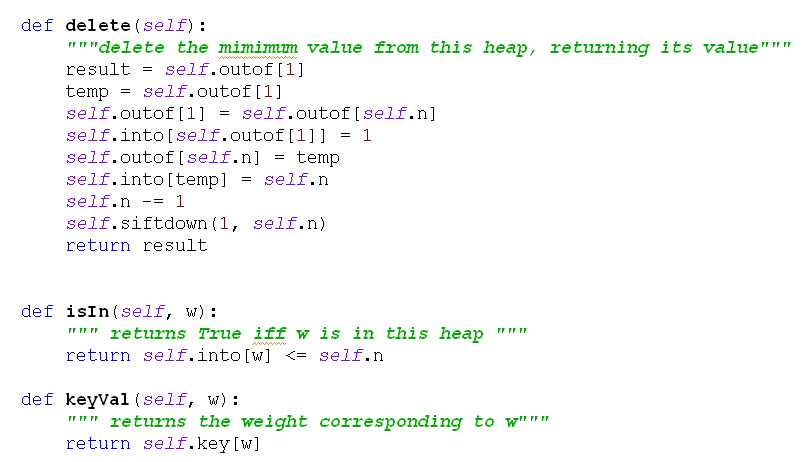 def delete(self):
    """delete the mimimum value from this heap, returning its value"""
    result = self.outof[1]
    temp = self.outof[1]
    self.outof[1] = self.outof[self.n]
    self.into[self.outof[1]] = 1
    self.outof[self.n] = temp
    self.into[temp] = self.n
    self.n -= 1
    self.siftdown(1, self.n)
    return result
def isIn(self, w):
    """ returns True iff w is in this heap """
    return self.into[w] <= self.n
def keyVal(self, w):
    """ returns the weight corresponding to w"""
    return self.key[w]